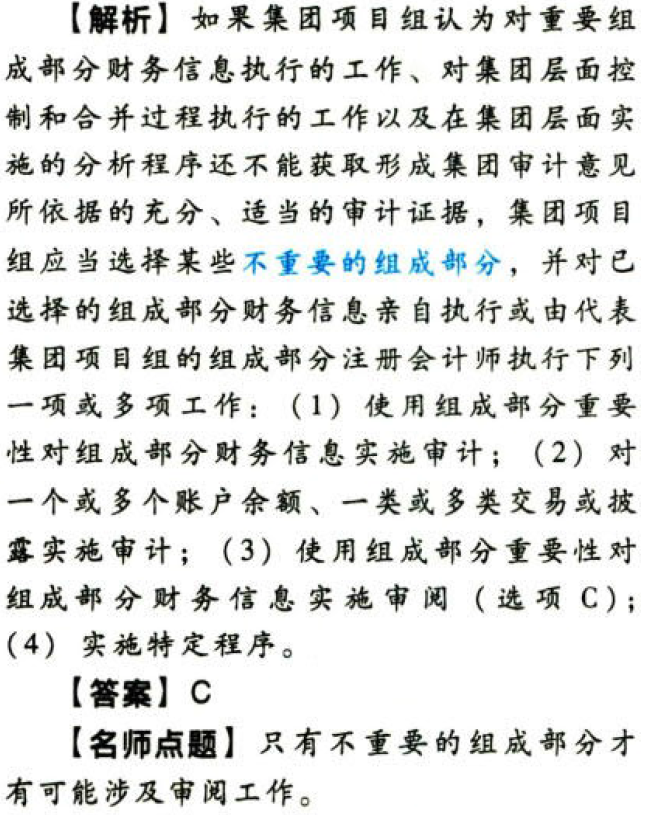 【解析】如果集团项目组认为对重要组
成部分财务信息执行的工作、对集团层面控
制和合并过程执行的工作以及在集团层面实
施的分析程序还不能获取形成集团审计意见
所依据的充分、适当的审计证据，集团项目
组应当选择某些不重要的组成部分，并对已
选择的组成部分财务信息亲自执行或由代表
集团项目组的组成部分注册会计师执行下列
一项或多项工作：（1）使用组成部分重要
性对组成部分财务信息实施审计；（2）对
一个或多个账户余额、一类或多类交易或披
露实施审计；（3）使用组成部分重要性对
组成部分财务信息实施审阅（选项C）；
（4）实施特定程序。
【答案】C
【名师点题】只有不重要的组成部分才
有可能涉及审阅工作。